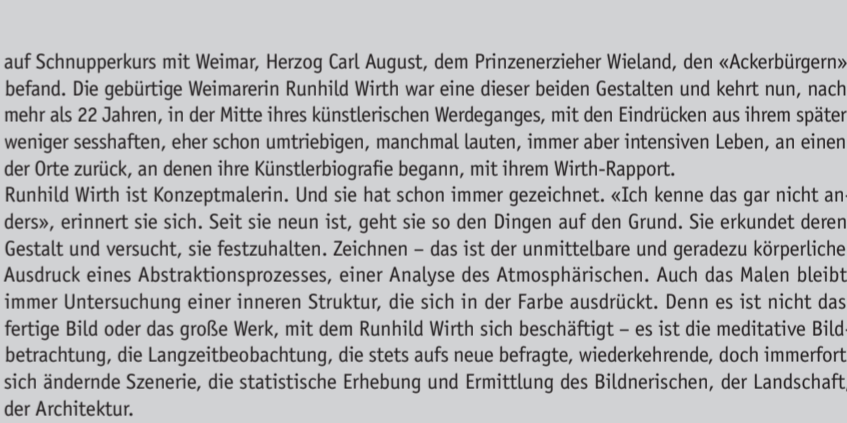 auf Schnupperkurs mit Weimar, Herzog Carl August, dem Prinzenerzieher Wieland, den «Ackerbürgern»
befand. Die gebürtige Weimarerin Runhild Wirth war eine dieser beiden Gestalten und kehrt nun, nach
mehr als 22 Jahren, in der Mitte ihres künstlerischen Werdeganges, mit den Eindrücken aus ihrem später
weniger sesshaften, eher schon umtriebigen, manchmal lauten, immer aber intensiven Leben, an einen
der Orte zurück, an denen ihre Künstlerbiografie begann, mit ihrem Wirth-Rapport.
Runhild Wirth ist Konzeptmalerin. Und sie hat schon immer gezeichnet. «Ich kenne das gar nicht an-
ders», erinnert sie sich. Seit sie neun ist, geht sie so den Dingen auf den Grund. Sie erkundet deren
Gestalt und versucht, sie festzuhalten. Zeichnen – das ist der unmittelbare und geradezu körperliche
Ausdruck eines Abstraktionsprozesses, einer Analyse des Atmosphärischen. Auch das Malen bleibt
immer Untersuchung einer inneren Struktur, die sich in der Farbe ausdrückt. Denn es ist nicht das
fertige Bild oder das große Werk, mit dem Runhild Wirth sich beschäftigt – es ist die meditative Bild-
betrachtung, die Langzeitbeobachtung, die stets aufs neue befragte, wiederkehrende, doch immerfort
sich ändernde Szenerie, die statistische Erhebung und Ermittlung des Bildnerischen, der Landschaft,
der Architektur.